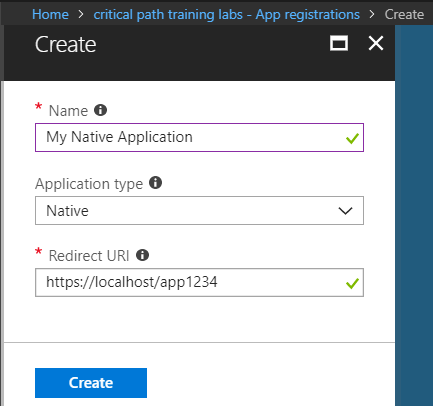 Home > critical path training labs - App registrations > Create
Create
* Name
My Native Application
Application type
Native
* Redirect URI
https://localhost/app1234
Create